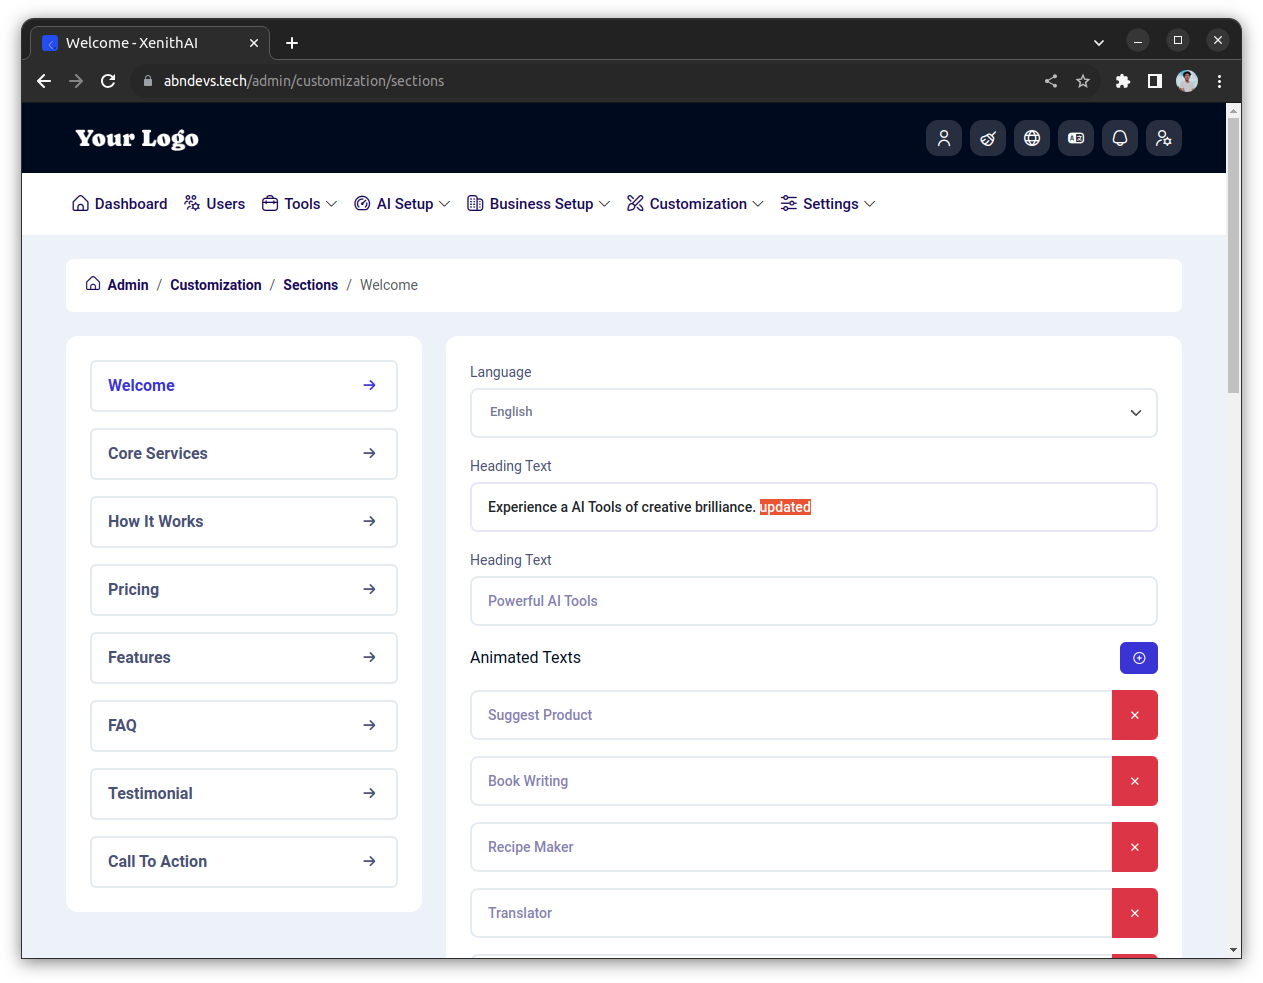 Welcome - XenithAI
abndevs.tech/admin/customization/sections
Your Logo
Dashboard Users Tools AI Setup Business Setup Customization Settings
Admin / Customization / Sections / Welcome
Welcome
Core Services
How It Works
Pricing
Features
FAQ
Testimonial
Call To Action
Language
English
Heading Text
Experience a AI Tools of creative brilliance. updated
Heading Text
Powerful AI Tools
Animated Texts
Suggest Product
Book Writing
Recipe Maker
Translator